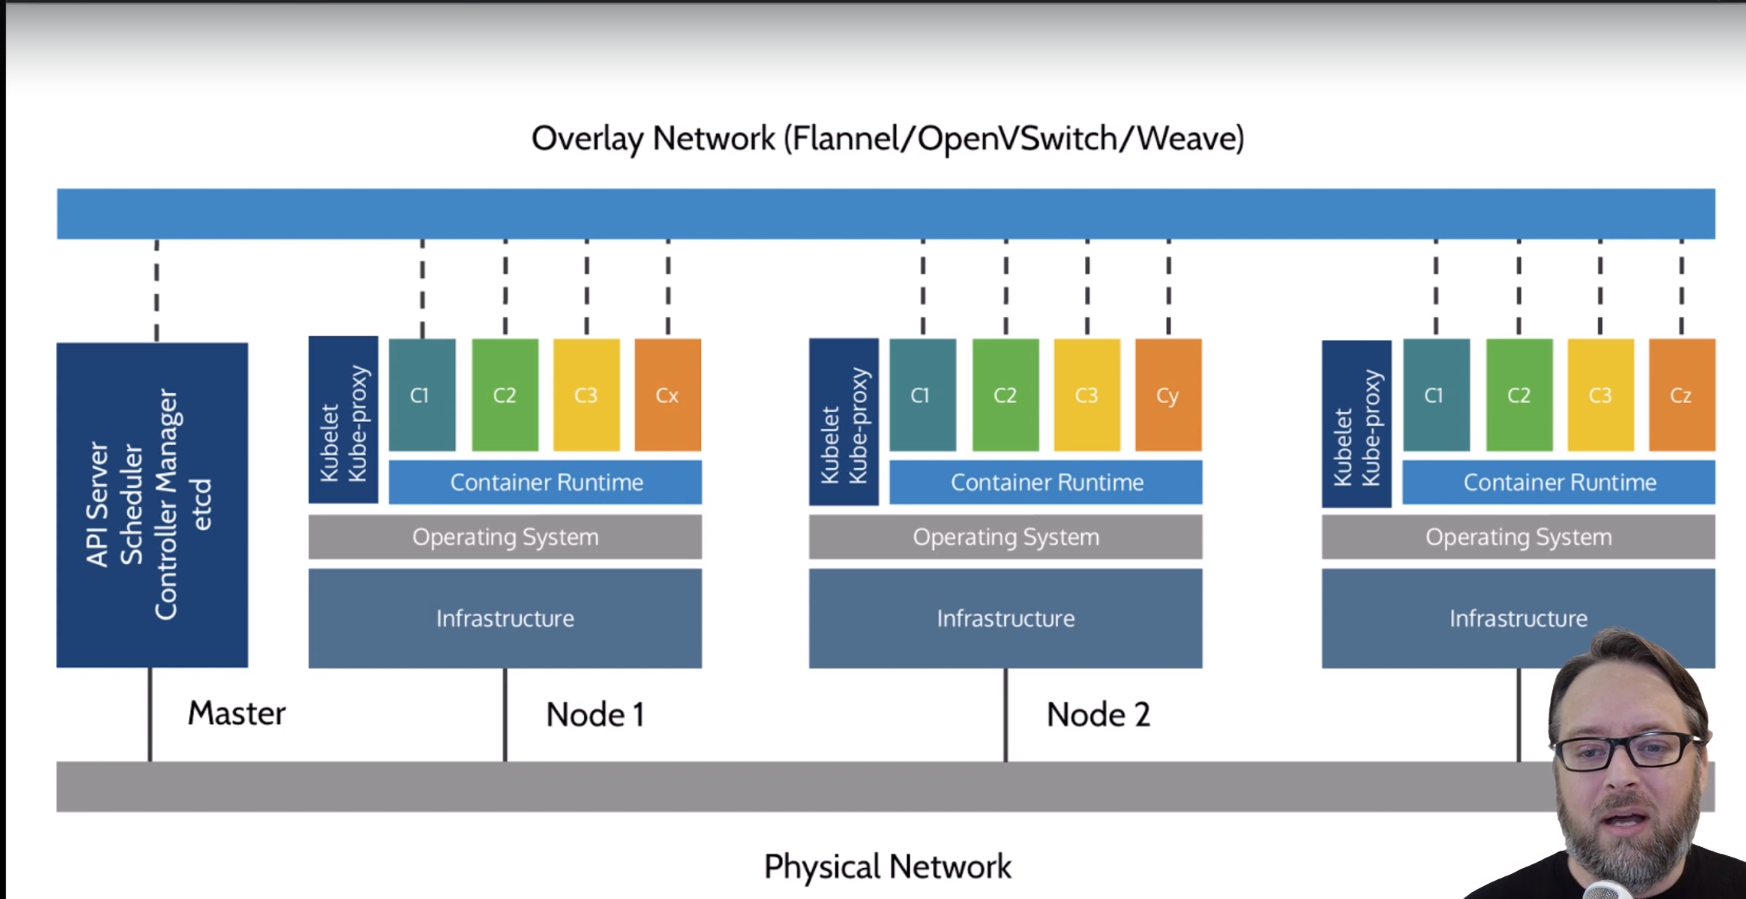 Overlay Network (Flannel/OpenVSwitch/Weave)
API Server
Scheduler
Controller Manager
etcd
Kubelet
Kube-proxy
C1
C2
C3
Cx
Container Runtime
Operating System
Infrastructure
Kubelet
Kube-proxy
C1
C2
C3
Cy
Container Runtime
Operating System
Infrastructure
Kubelet
Kube-proxy
C1
C2
C3
Cz
Container Runtime
Operating System
Infrastructure
Master
Node 1
Node 2
Physical Network